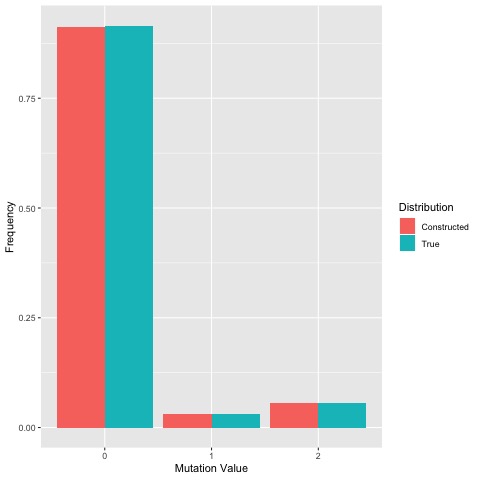 0.75
0.50
0.25
0.00
Frequency
0
1
2
Mutation Value
Distribution
Constructed
True